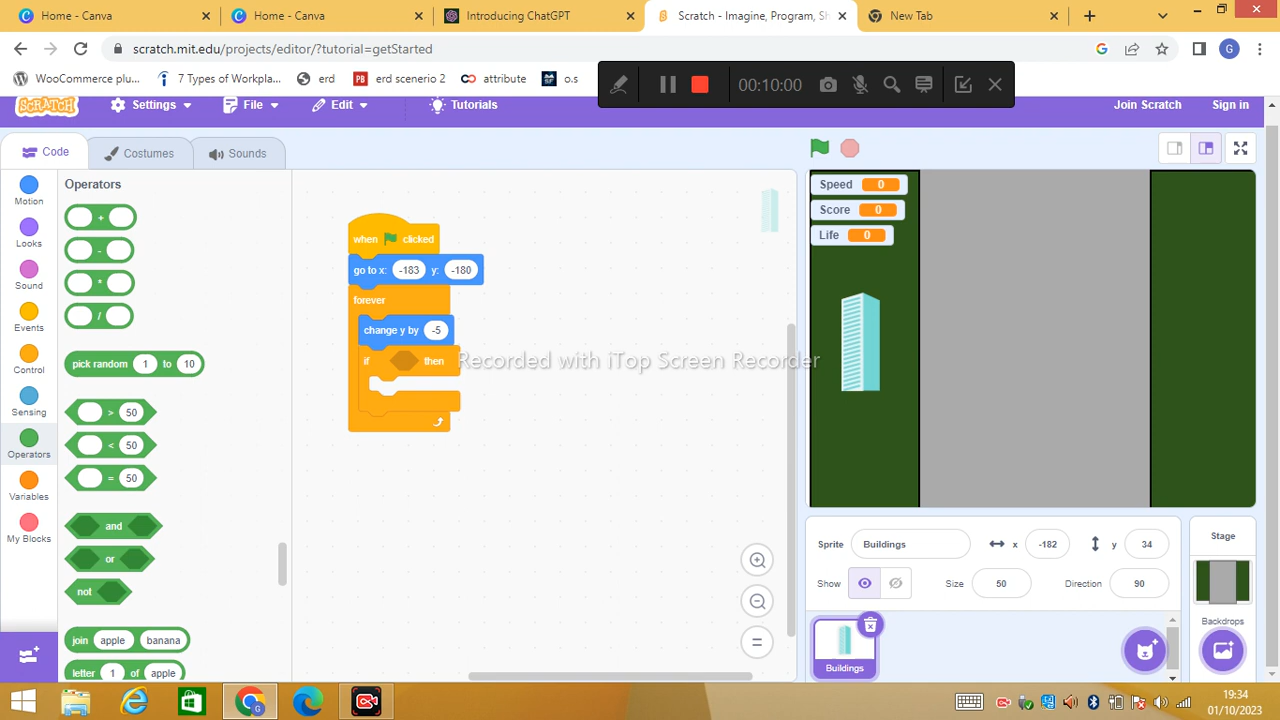 Home - Canva
Home - Canva
Introducing ChatGPT
Scratch - Imagine, Program, Sh
New Tab
scratch.mit.edu/projects/editor/?tutorial=getStarted
G
WooCommerce plu...
7 Types of Workpla...
erd
PB erd scenerio 2
attribute
o.s
00:10:00
SCRATCH
Settings
File
Edit
Tutorials
Join Scratch
Sign in
Code
Costumes
Sounds
Motion
Looks
Sound
Events
Control
Sensing
Operators
Variables
My Blocks
Operators
+
-
*
/
pick random 1 to 10
> 50
< 50
= 50
and
or
not
join apple banana
letter 1 of apple
when clicked
go to x: -183 y: -180
forever
change y by -5
if then
Recorded with iTop Screen Recorder
Speed 0
Score 0
Life 0
Sprite Buildings x -182 y 34
Show Size 50 Direction 90
Buildings
Stage
Backdrops
19:34
01/10/2023